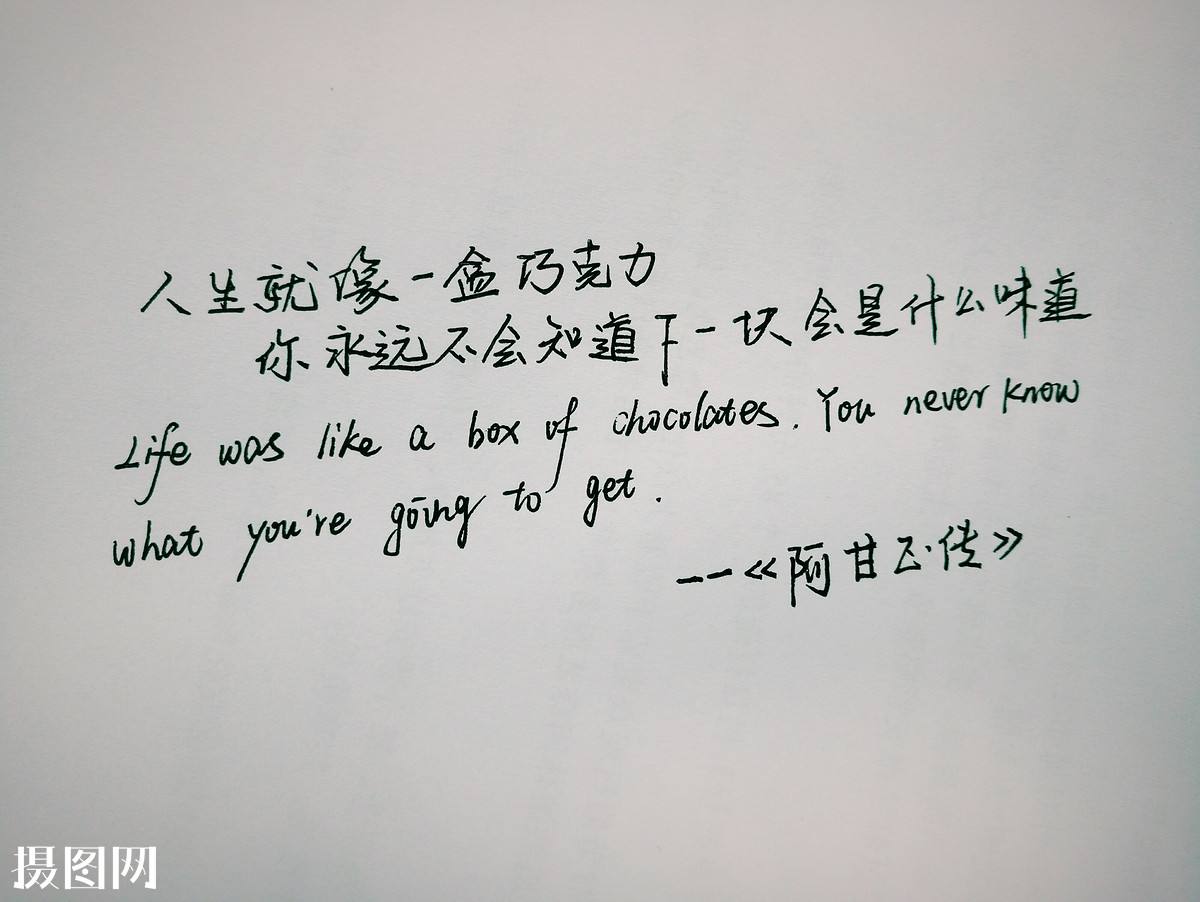 人生就像一盒巧克力
你永远不会知道下一块会是什么味道
Life was like a box of chocolates. You never know
what you're going to get.
--《阿甘正传》
摄图网